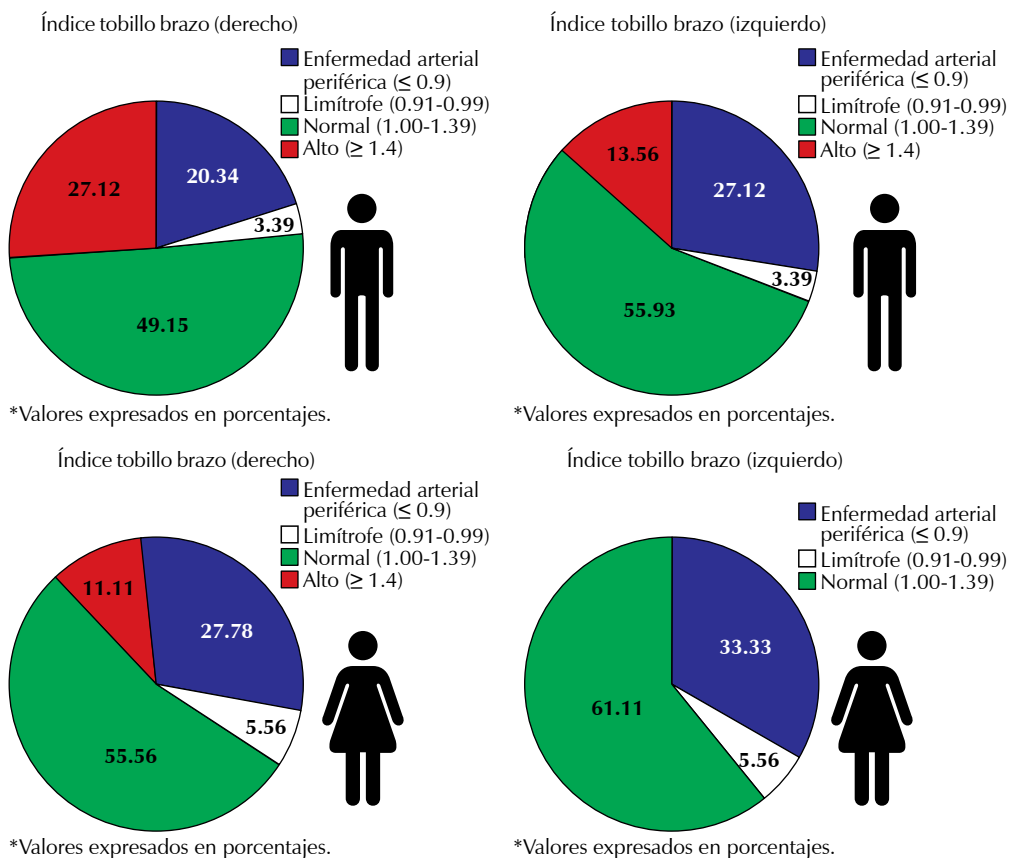 Índice tobillo brazo (derecho)
Enfermedad arterial
periférica (≤ 0.9)
Limítrofe (0.91-0.99)
Normal (1.00-1.39)
Alto (≥ 1.4)
27.12
20.34
3.39
49.15
*Valores expresados en porcentajes.
Índice tobillo brazo (izquierdo)
Enfermedad arterial
periférica (≤ 0.9)
Limítrofe (0.91-0.99)
Normal (1.00-1.39)
Alto (≥ 1.4)
13.56
27.12
3.39
55.93
*Valores expresados en porcentajes.
Índice tobillo brazo (derecho)
Enfermedad arterial
periférica (≤ 0.9)
Limítrofe (0.91-0.99)
Normal (1.00-1.39)
Alto (≥ 1.4)
11.11
27.78
5.56
55.56
*Valores expresados en porcentajes.
Índice tobillo brazo (izquierdo)
Enfermedad arterial
periférica (≤ 0.9)
Limítrofe (0.91-0.99)
Normal (1.00-1.39)
33.33
61.11
5.56
*Valores expresados en porcentajes.